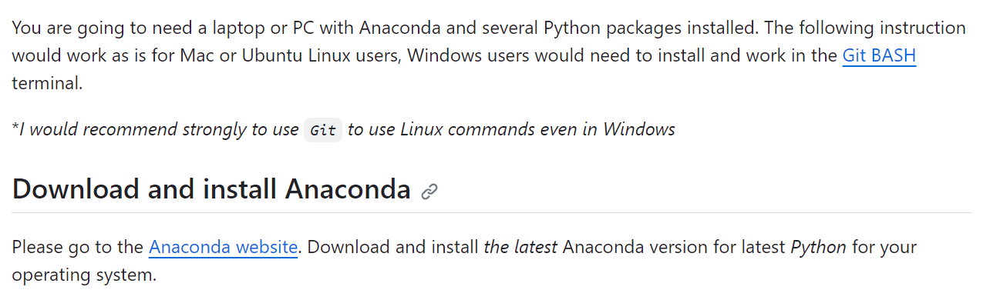 You are going to need a laptop or PC with Anaconda and several Python packages installed. The following instruction
would work as is for Mac or Ubuntu Linux users, Windows users would need to install and work in the Git BASH
terminal.
*I would recommend strongly to use Git to use Linux commands even in Windows
Download and install Anaconda
Please go to the Anaconda website. Download and install the latest Anaconda version for latest Python for your
operating system.